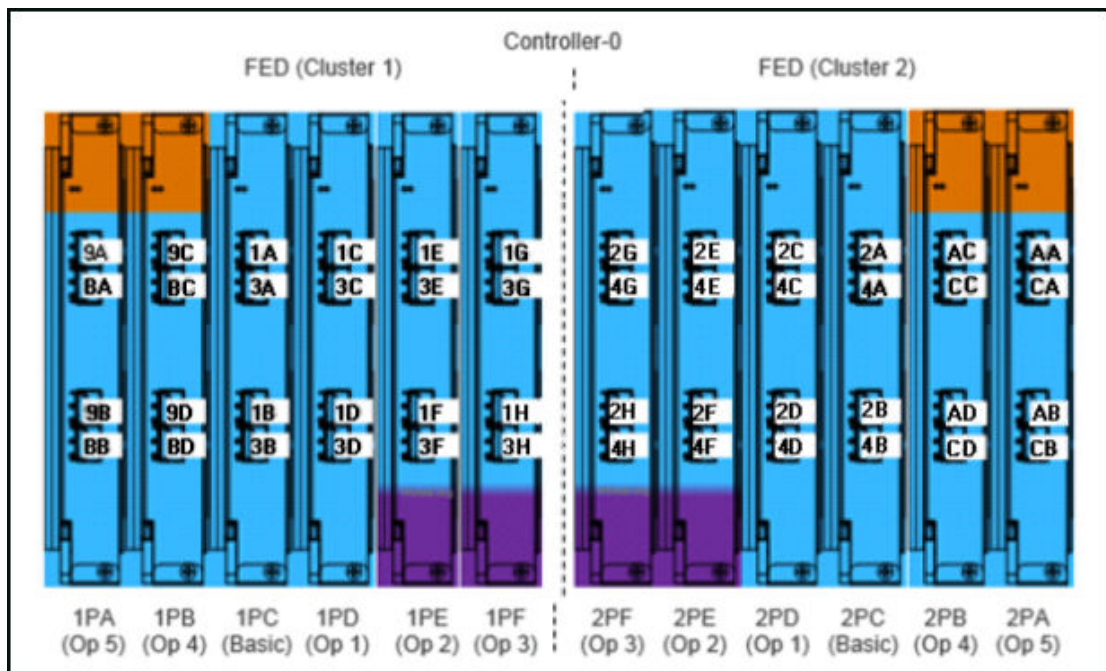 Controller-0
FED (Cluster 1) FED (Cluster 2)
9A 9C 1A 1C 1E 1G 2G 2E 2C 2A AC AA
BA BC 3A 3C 3E 3G 4G 4E 4C 4A CC CA
9B 9D 1B 1D 1F 1H 2H 2F 2D 2B AD AB
BB BD 3B 3D 3F 3H 4H 4F 4D 4B CD CB
1PA 1PB 1PC 1PD 1PE 1PF 2PF 2PE 2PD 2PC 2PB 2PA
(Op 5) (Op 4) (Basic) (Op 1) (Op 2) (Op 3) (Op 3) (Op 2) (Op 1) (Basic) (Op 4) (Op 5)